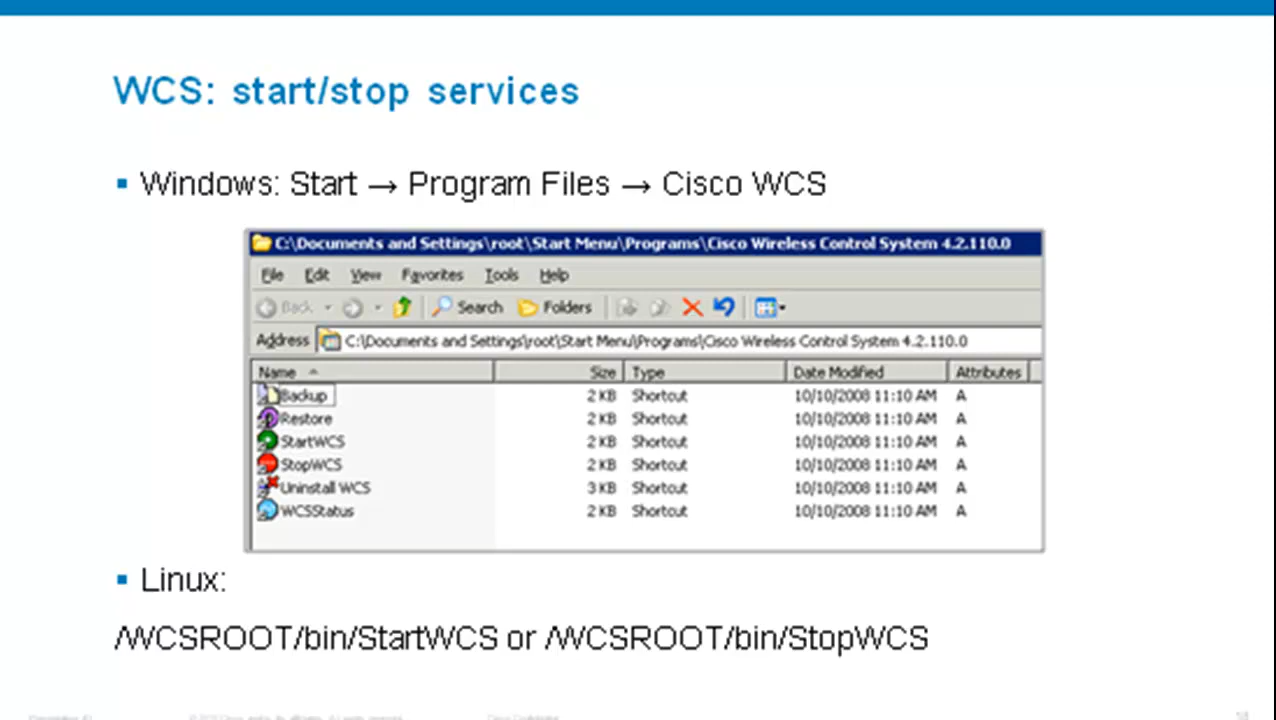 WCS: start/stop services
▪ Windows: Start → Program Files → Cisco WCS
C:\Documents and Settings\root\Start Menu\Programs\Cisco Wireless Control System 4.2.110.0
File Edit View Favorites Tools Help
Back Search Folders
Address C:\Documents and Settings\root\Start Menu\Programs\Cisco Wireless Control System 4.2.110.0
Name Size Type Date Modified Attributes
Backup 2 KB Shortcut 10/10/2008 11:10 AM A
Restore 2 KB Shortcut 10/10/2008 11:10 AM A
StartWCS 2 KB Shortcut 10/10/2008 11:10 AM A
StopWCS 2 KB Shortcut 10/10/2008 11:10 AM A
Uninstall WCS 3 KB Shortcut 10/10/2008 11:10 AM A
WCSStatus 2 KB Shortcut 10/10/2008 11:10 AM A
▪ Linux:
/WCSROOT/bin/StartWCS or /WCSROOT/bin/StopWCS